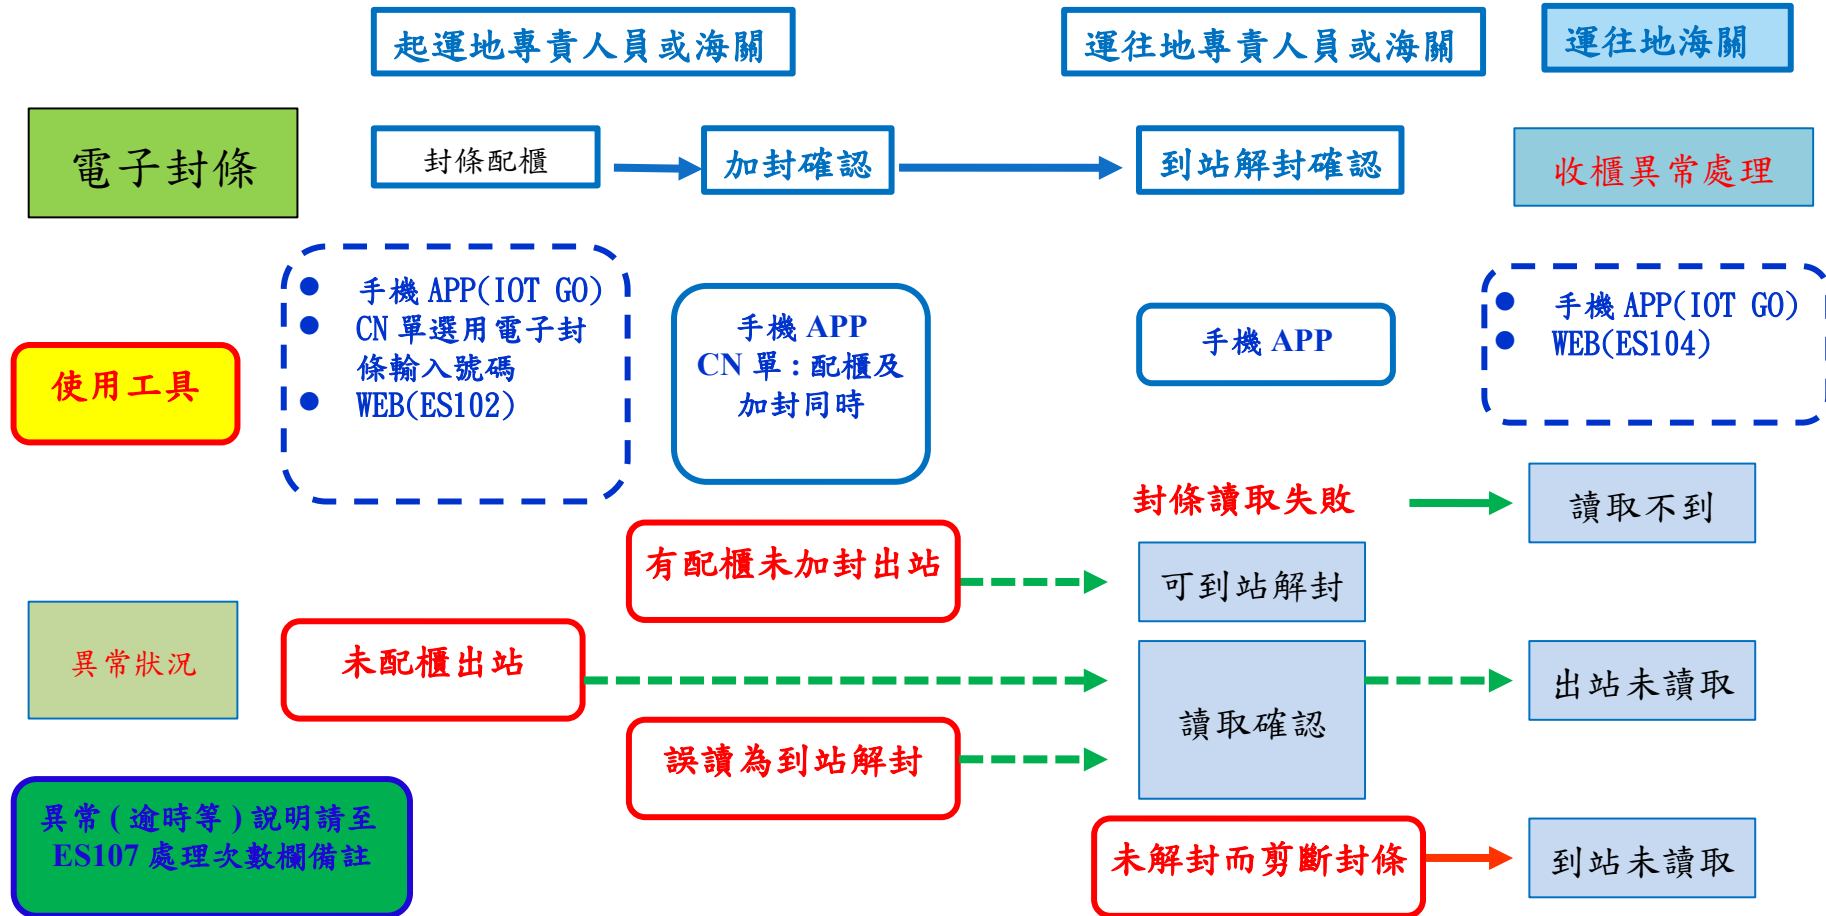 起運地專責人員或海關
運往地專責人員或海關
運往地海關
電子封條
封條配櫃
加封確認
到站解封確認
收櫃異常處理
使用工具
● 手機 APP(IOT GO)
● CN 單選用電子封
條輸入號碼
● WEB(ES102)
手機 APP
CN 單 : 配櫃及
加封同時
手機 APP
● 手機 APP(IOT GO)
● WEB(ES104)
封條讀取失敗
讀取不到
有配櫃未加封出站
可到站解封
異常狀況
未配櫃出站
讀取確認
出站未讀取
誤讀為到站解封
異常 ( 逾時等 ) 說明請至
ES107 處理次數欄備註
未解封而剪斷封條
到站未讀取